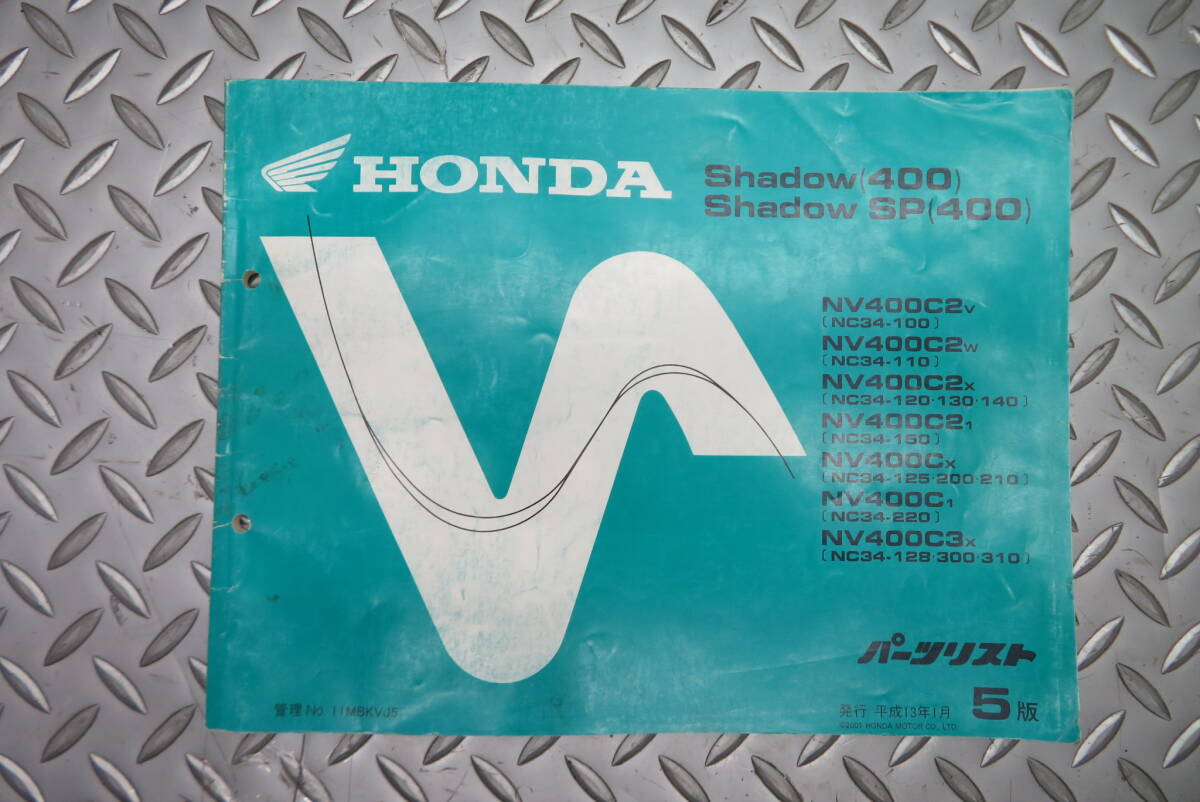 HONDA
Shadow(400)
Shadow SP(400)
NV400C2V
(NC34-100)
NV400C2W
(NC34-110)
NV400C2X
(NC34-120·130·140)
NV400C21
(NC34-150)
NV400CX
(NC34-125·200·210)
NV400C1
(NC34-220)
NV400C3X
(NC34-128·300·310)
パーツリスト
管理No. 11MBKVJ5
発行 平成13年1月 5版
©2001 HONDA MOTOR CO., LTD.